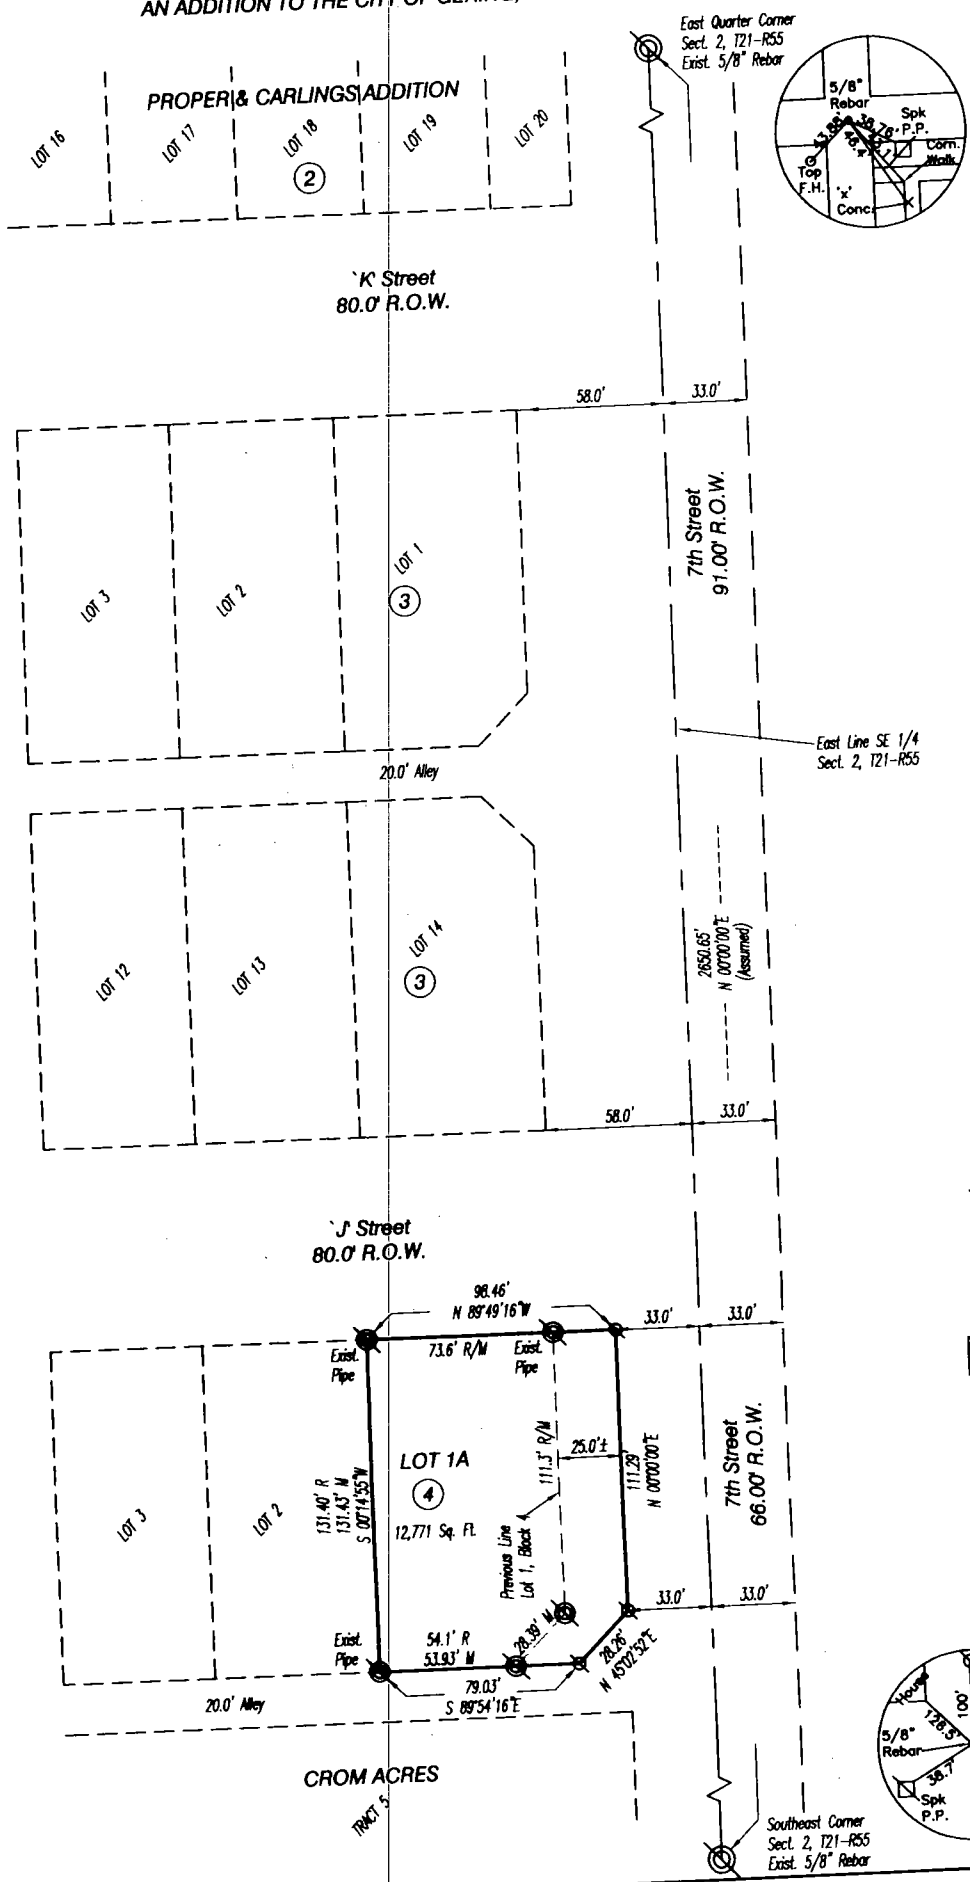 AN ADDITION TO THE CITY OF GERING,
East Quarter Corner
Sect. 2, T21-R55
Exist. 5/8" Rebar
PROPER & CARLINGS ADDITION
LOT 16
LOT 17
LOT 18
LOT 19
LOT 20
2
5/8"
Rebar
Spk
P.P.
43.88'
38.78'
Corn.
Walk
Top
F.H.
'x'
Conc.
`K' Street
80.0' R.O.W.
58.0'
33.0'
7th Street
91.00' R.O.W.
LOT 3
LOT 2
LOT 1
3
East Line SE 1/4
Sect. 2, T21-R55
20.0' Alley
LOT 12
LOT 13
LOT 14
3
2650.65'
N 00°00'00"E
(Assumed)
58.0'
33.0'
`J' Street
80.0' R.O.W.
98.46'
N 89°49'16"W
33.0'
33.0'
73.6' R/M
Exist.
Pipe
Exist.
Pipe
LOT 3
LOT 2
131.40' R
131.43' M
S 00°14'55"W
LOT 1A
4
12,771 Sq. Ft.
111.3' R/M
25.0'±
111.29'
N 00°00'00"E
Previous Line
Lot 1, Block 4
7th Street
66.00' R.O.W.
33.0'
33.0'
Exist.
Pipe
54.1' R
53.93' M
28.39' M
28.26'
N 45°02'52"E
79.03'
S 89°54'16"E
20.0' Alley
CROM ACRES
TRACT 5
House
128.5'
100'
5/8"
Rebar
38.7'
Spk
P.P.
Southeast Corner
Sect. 2, T21-R55
Exist. 5/8" Rebar